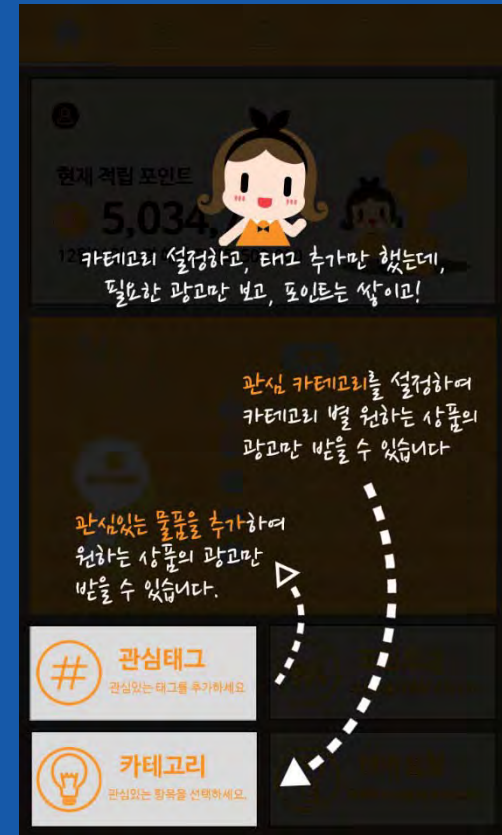 현재 적립 포인트
5,034,
카테고리 설정하고, 태그 추가만 했는데,
필요한 광고만 보고, 포인트는 쌓이고!
관심 카테고리를 설정하여
카테고리 별 원하는 상품의
광고만 받을 수 있습니다
관심있는 물품을 추가하여
원하는 상품의 광고만
받을 수 있습니다.
#
관심태그
관심있는 태그를 추가하세요
카테고리
관심있는 항목을 선택하세요.